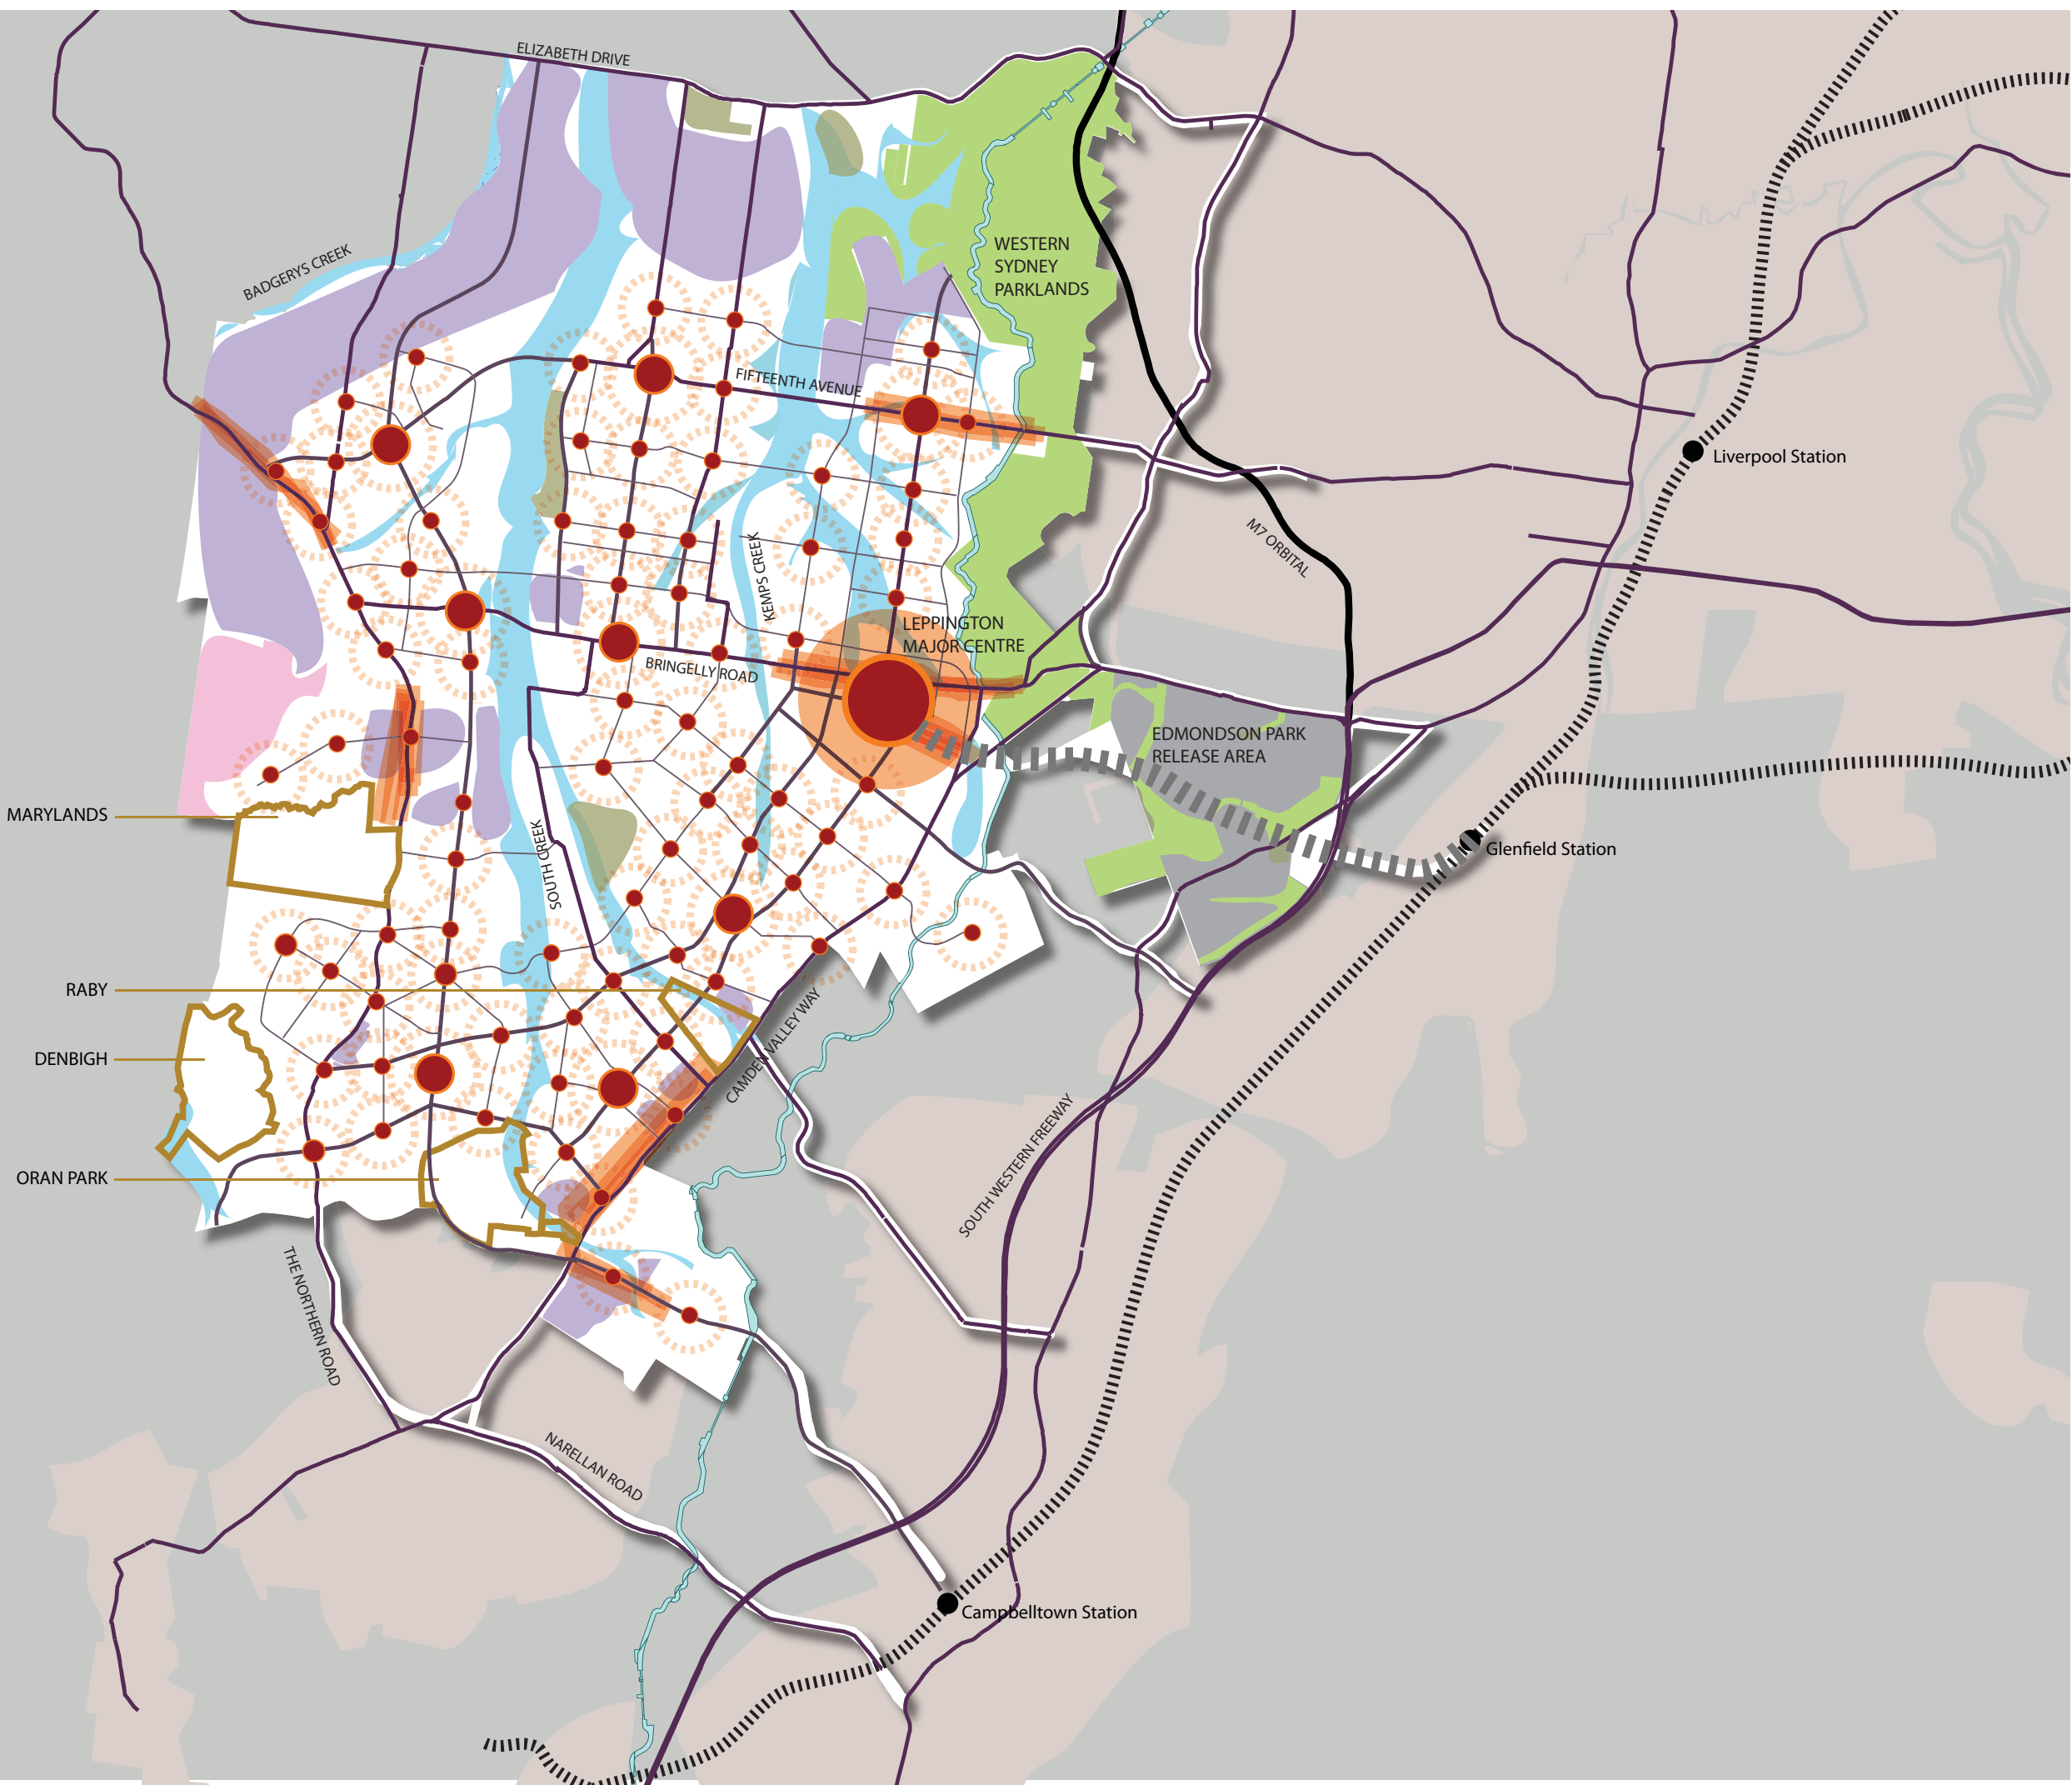 ELIZABETH DRIVE
BADGERYS CREEK
WESTERN
SYDNEY
PARKLANDS
FIFTEENTH AVENUE
Liverpool Station
M7 ORBITAL
KEMPS CREEK
LEPPINGTON
MAJOR CENTRE
BRINGELLY ROAD
EDMONDSON PARK
RELEASE AREA
MARYLANDS
SOUTH CREEK
Glenfield Station
RABY
CAMDEN VALLEY WAY
DENBIGH
SOUTH WESTERN FREEWAY
ORAN PARK
THE NORTHERN ROAD
NARELLAN ROAD
Campbelltown Station